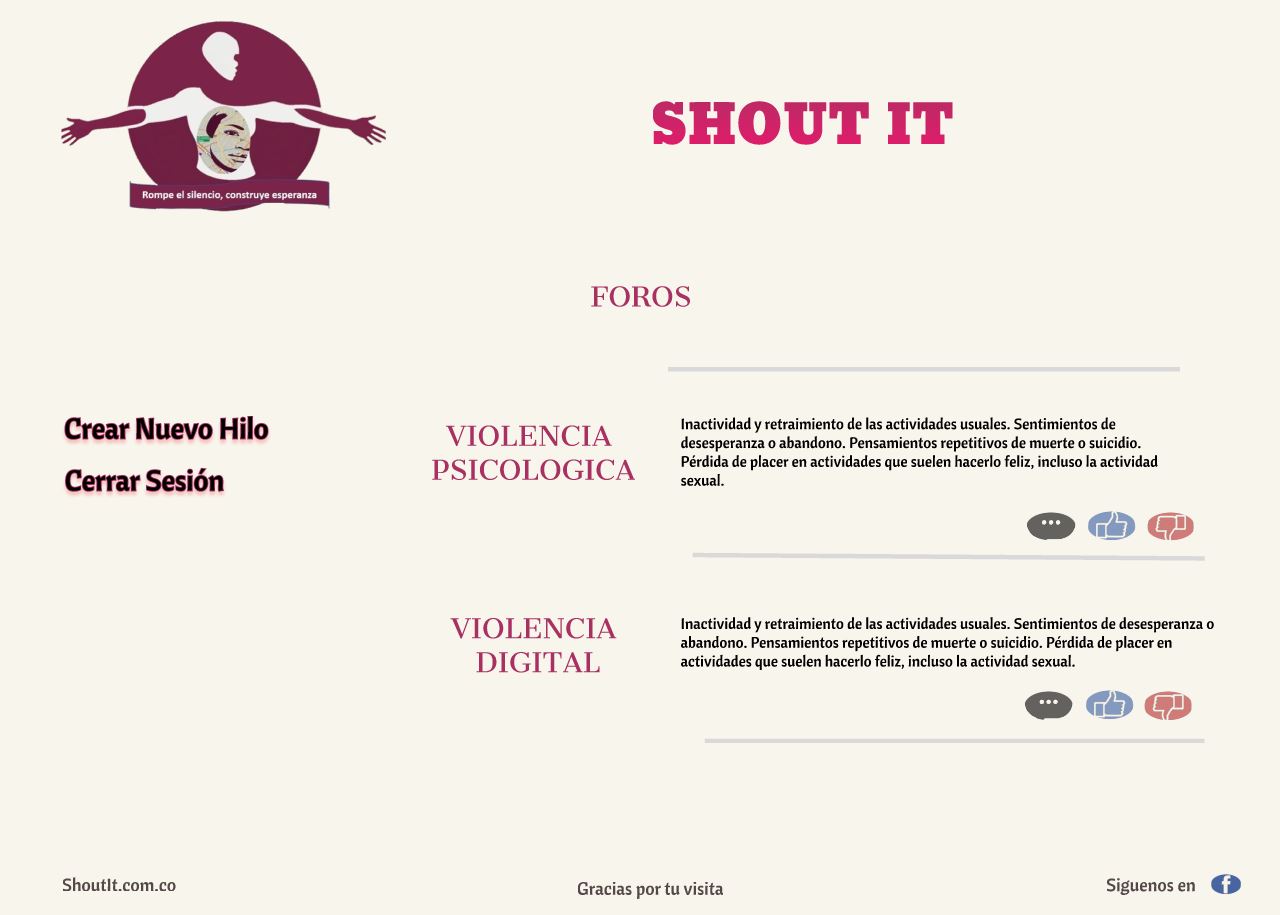 Rompe el silencio, construye esperanza
SHOUT IT
FOROS
Crear Nuevo Hilo
Cerrar Sesión
VIOLENCIA
PSICOLOGICA
Inactividad y retraimiento de las actividades usuales. Sentimientos de
desesperanza o abandono. Pensamientos repetitivos de muerte o suicidio.
Pérdida de placer en actividades que suelen hacerlo feliz, incluso la actividad
sexual.
VIOLENCIA
DIGITAL
Inactividad y retraimiento de las actividades usuales. Sentimientos de desesperanza o
abandono. Pensamientos repetitivos de muerte o suicidio. Pérdida de placer en
actividades que suelen hacerlo feliz, incluso la actividad sexual.
ShoutIt.com.co
Gracias por tu visita
Siguenos en